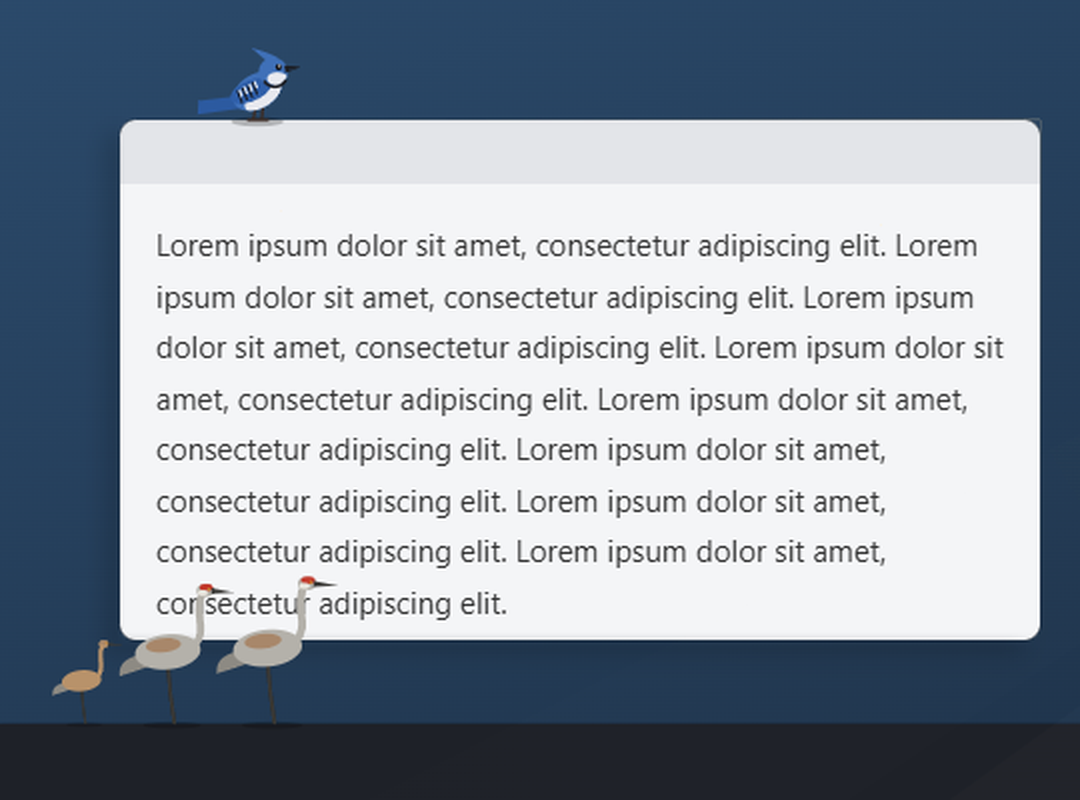 Lorem ipsum dolor sit amet, consectetur adipiscing elit. Lorem
ipsum dolor sit amet, consectetur adipiscing elit. Lorem ipsum
dolor sit amet, consectetur adipiscing elit. Lorem ipsum dolor sit
amet, consectetur adipiscing elit. Lorem ipsum dolor sit amet,
consectetur adipiscing elit. Lorem ipsum dolor sit amet,
consectetur adipiscing elit. Lorem ipsum dolor sit amet,
consectetur adipiscing elit. Lorem ipsum dolor sit amet,
consectetur adipiscing elit.